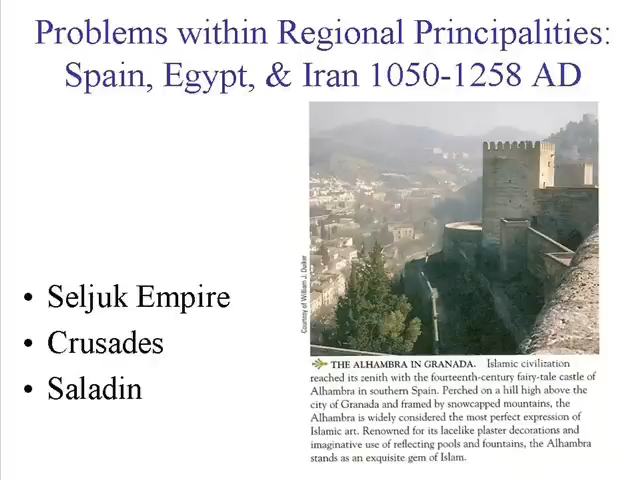 Problems within Regional Principalities:
Spain, Egypt, & Iran 1050-1258 AD
• Seljuk Empire
• Crusades
• Saladin
Courtesy of William J. Duiker
THE ALHAMBRA IN GRANADA. Islamic civilization
reached its zenith with the fourteenth-century fairy-tale castle of
Alhambra in southern Spain. Perched on a hill high above the
city of Granada and framed by snowcapped mountains, the
Alhambra is widely considered the most perfect expression of
Islamic art. Renowned for its lacelike plaster decorations and
imaginative use of reflecting pools and fountains, the Alhambra
stands as an exquisite gem of Islam.